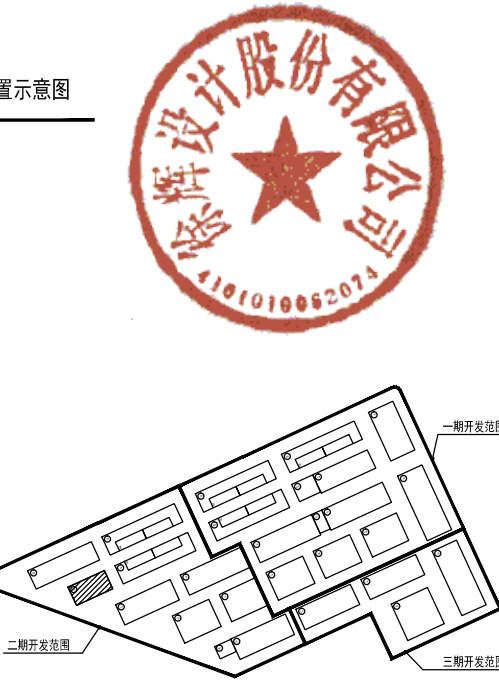 置示意图
徐辉设计股份有限公司
4101010062074
一期开发范围
二期开发范围
三期开发范围